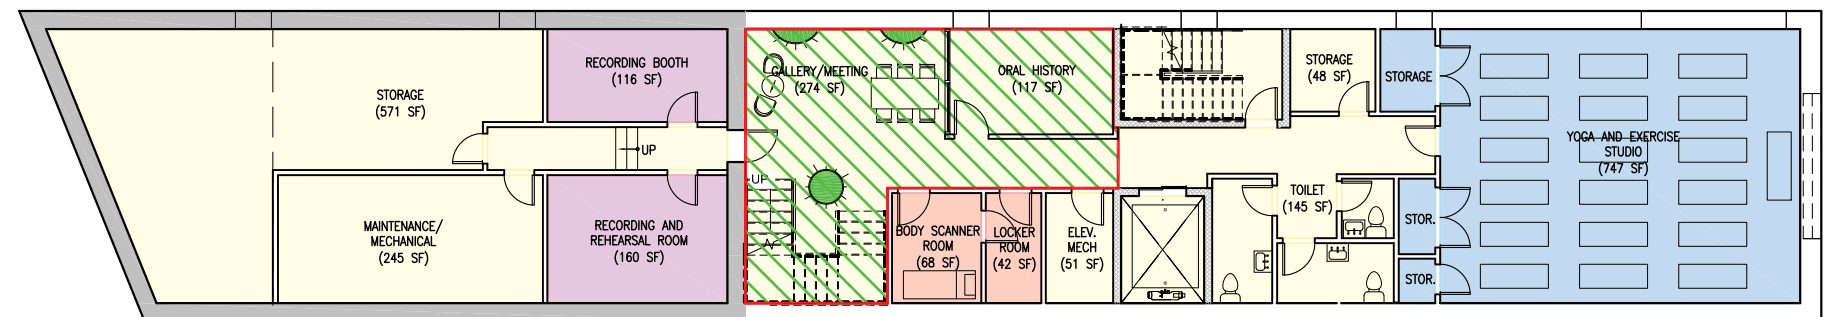 STORAGE
(571 SF)
RECORDING BOOTH
(116 SF)
UP
MAINTENANCE/
MECHANICAL
(245 SF)
RECORDING AND
REHEARSAL ROOM
(160 SF)
GALLERY/MEETING
(274 SF)
ORAL HISTORY
(117 SF)
UP
BODY SCANNER
ROOM
(68 SF)
LOCKER
ROOM
(42 SF)
ELEV.
MECH
(51 SF)
STORAGE
(48 SF)
STORAGE
TOILET
(145 SF)
STOR.
STOR.
YOGA AND EXERCISE
STUDIO
(747 SF)